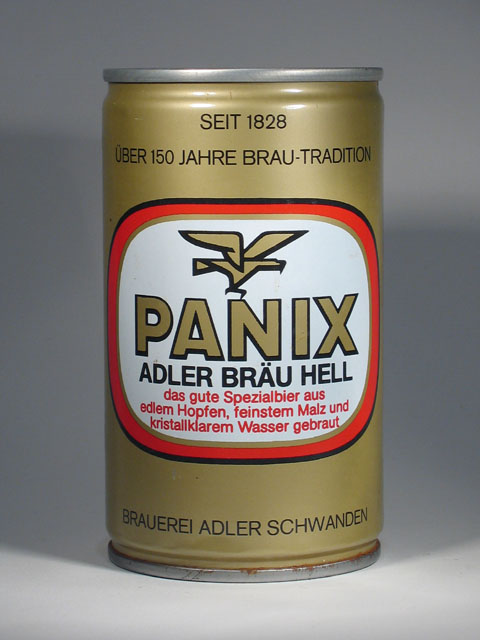 SEIT 1828
ÜBER 150 JAHRE BRAU-TRADITION
PANIX
ADLER BRÄU HELL
das gute Spezialbier aus
edlem Hopfen, feinstem Malz und
kristallklarem Wasser gebraut
BRAUEREI ADLER SCHWANDEN